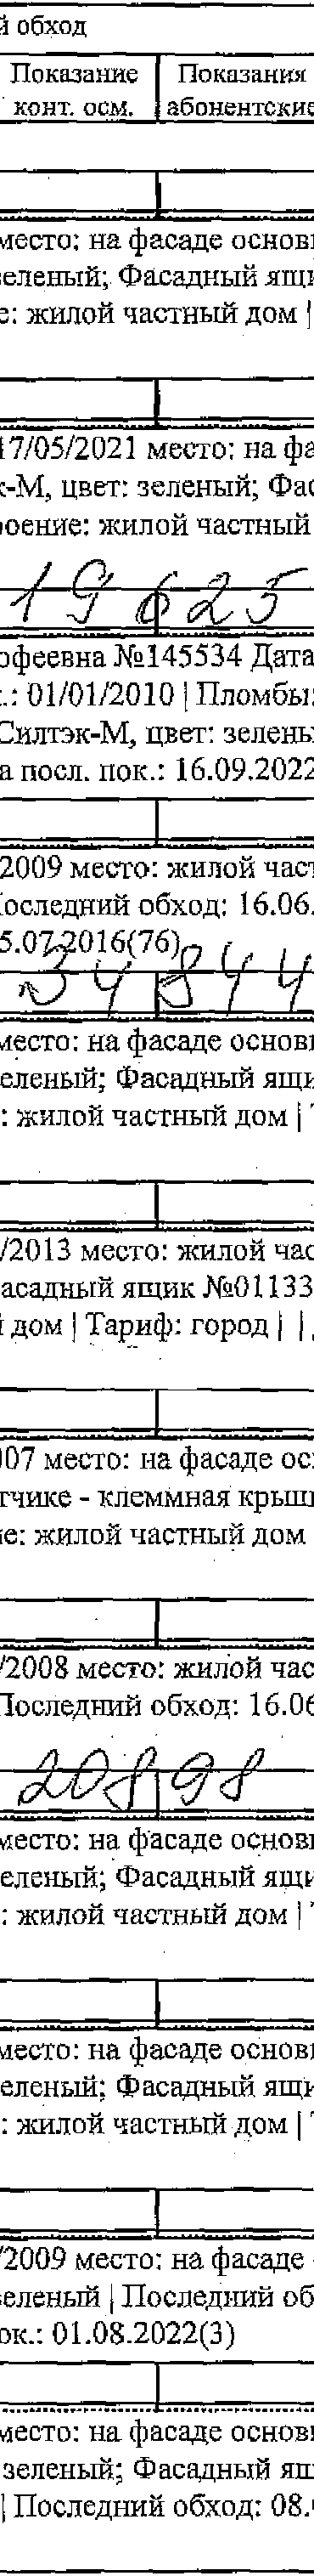 й обход
Показание Показания
конт. осм. абонентские
место: на фасаде основ
еленый; Фасадный ящи
е: жилой частный дом |
17/05/2021 место: на фа
к-М, цвет: зеленый; Фас
роение: жилой частный
19625
офеевна №145534 Дата
.: 01/01/2010 | Пломбы:
Силтэк-М, цвет: зелены
а посл. пок.: 16.09.2022
2009 место: жилой част
Последний обход: 16.06.
5.07.2016(76)
34844
место: на фасаде основ
еленый; Фасадный ящи
: жилой частный дом | Т
/2013 место: жилой час
асадный ящик №01133
й дом | Тариф: город | |
007 место: на фасаде ос
тчике - клеммная крыш
ие: жилой частный дом
/2008 место: жилой час
Последний обход: 16.06
20898
место: на фасаде основ
еленый; Фасадный ящи
: жилой частный дом | Т
место: на фасаде основ
еленый; Фасадный ящи
: жилой частный дом | Т
/2009 место: на фасаде
зеленый | Последний об
ок.: 01.08.2022(3)
место: на фасаде основ
зеленый; Фасадный ящ
| Последний обход: 08.